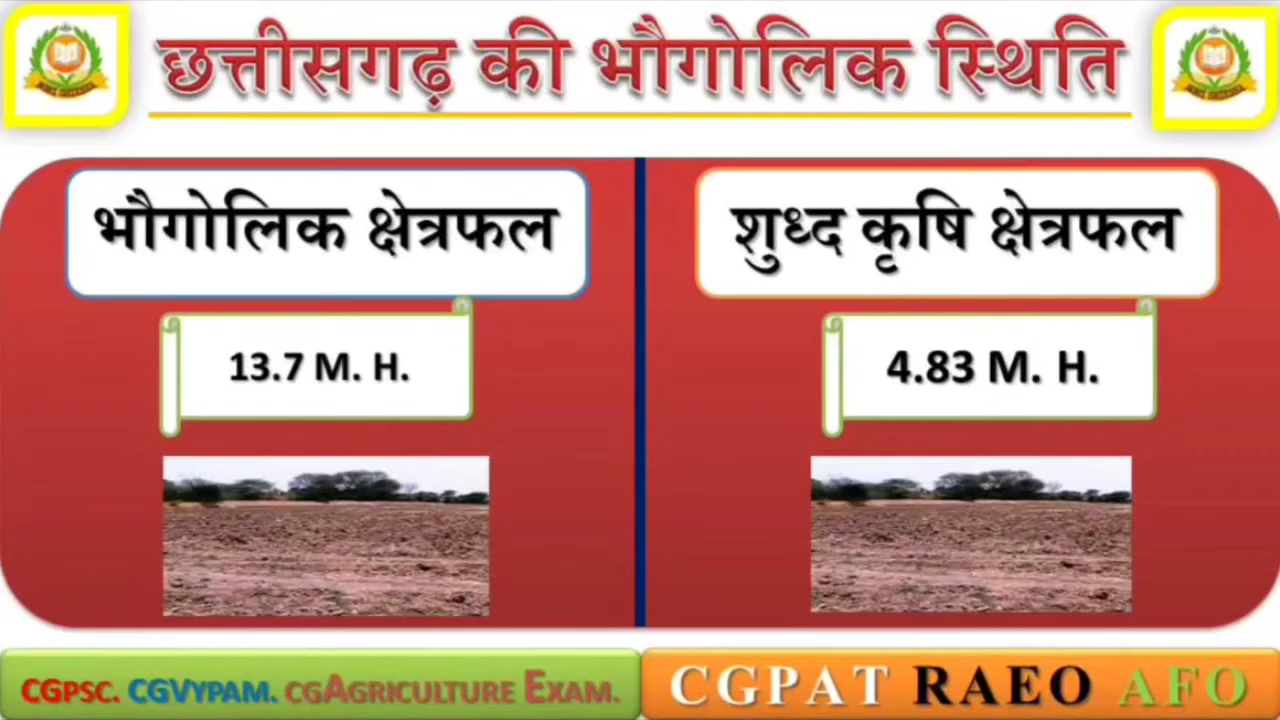 छत्तीसगढ़ की भौगोलिक स्थिति
भौगोलिक क्षेत्रफल
13.7 M. H.
शुध्द कृषि क्षेत्रफल
4.83 M. H.
CGPSC. CGVYPAM. CGAGRICULTURE EXAM.
CGPAT RAEO AFO